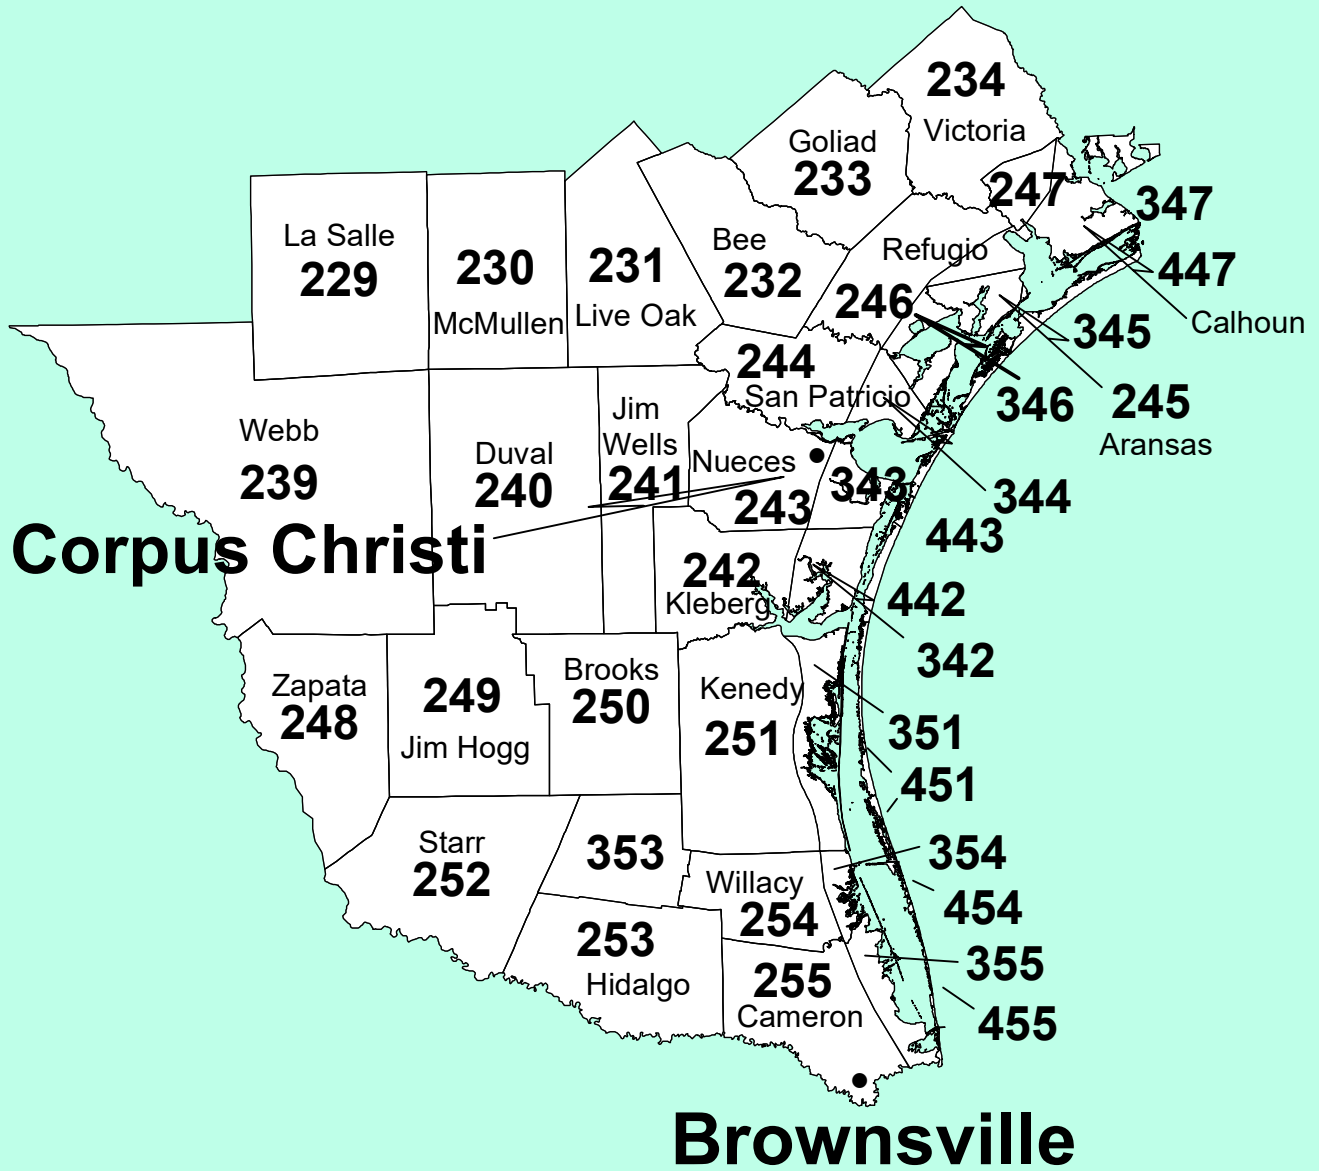 234
Victoria
Goliad
233
247
347
La Salle
229
230
McMullen
231
Live Oak
Bee
232
Refugio
246
447
Calhoun
345
244
San Patricio
346
245
Aransas
Webb
239
Duval
240
Jim
Wells
241
Nueces
243
343
344
443
Corpus Christi
242
Kleberg
442
342
Zapata
248
249
Jim Hogg
Brooks
250
Kenedy
251
351
451
Starr
252
353
Willacy
254
354
454
253
Hidalgo
255
Cameron
355
455
Brownsville